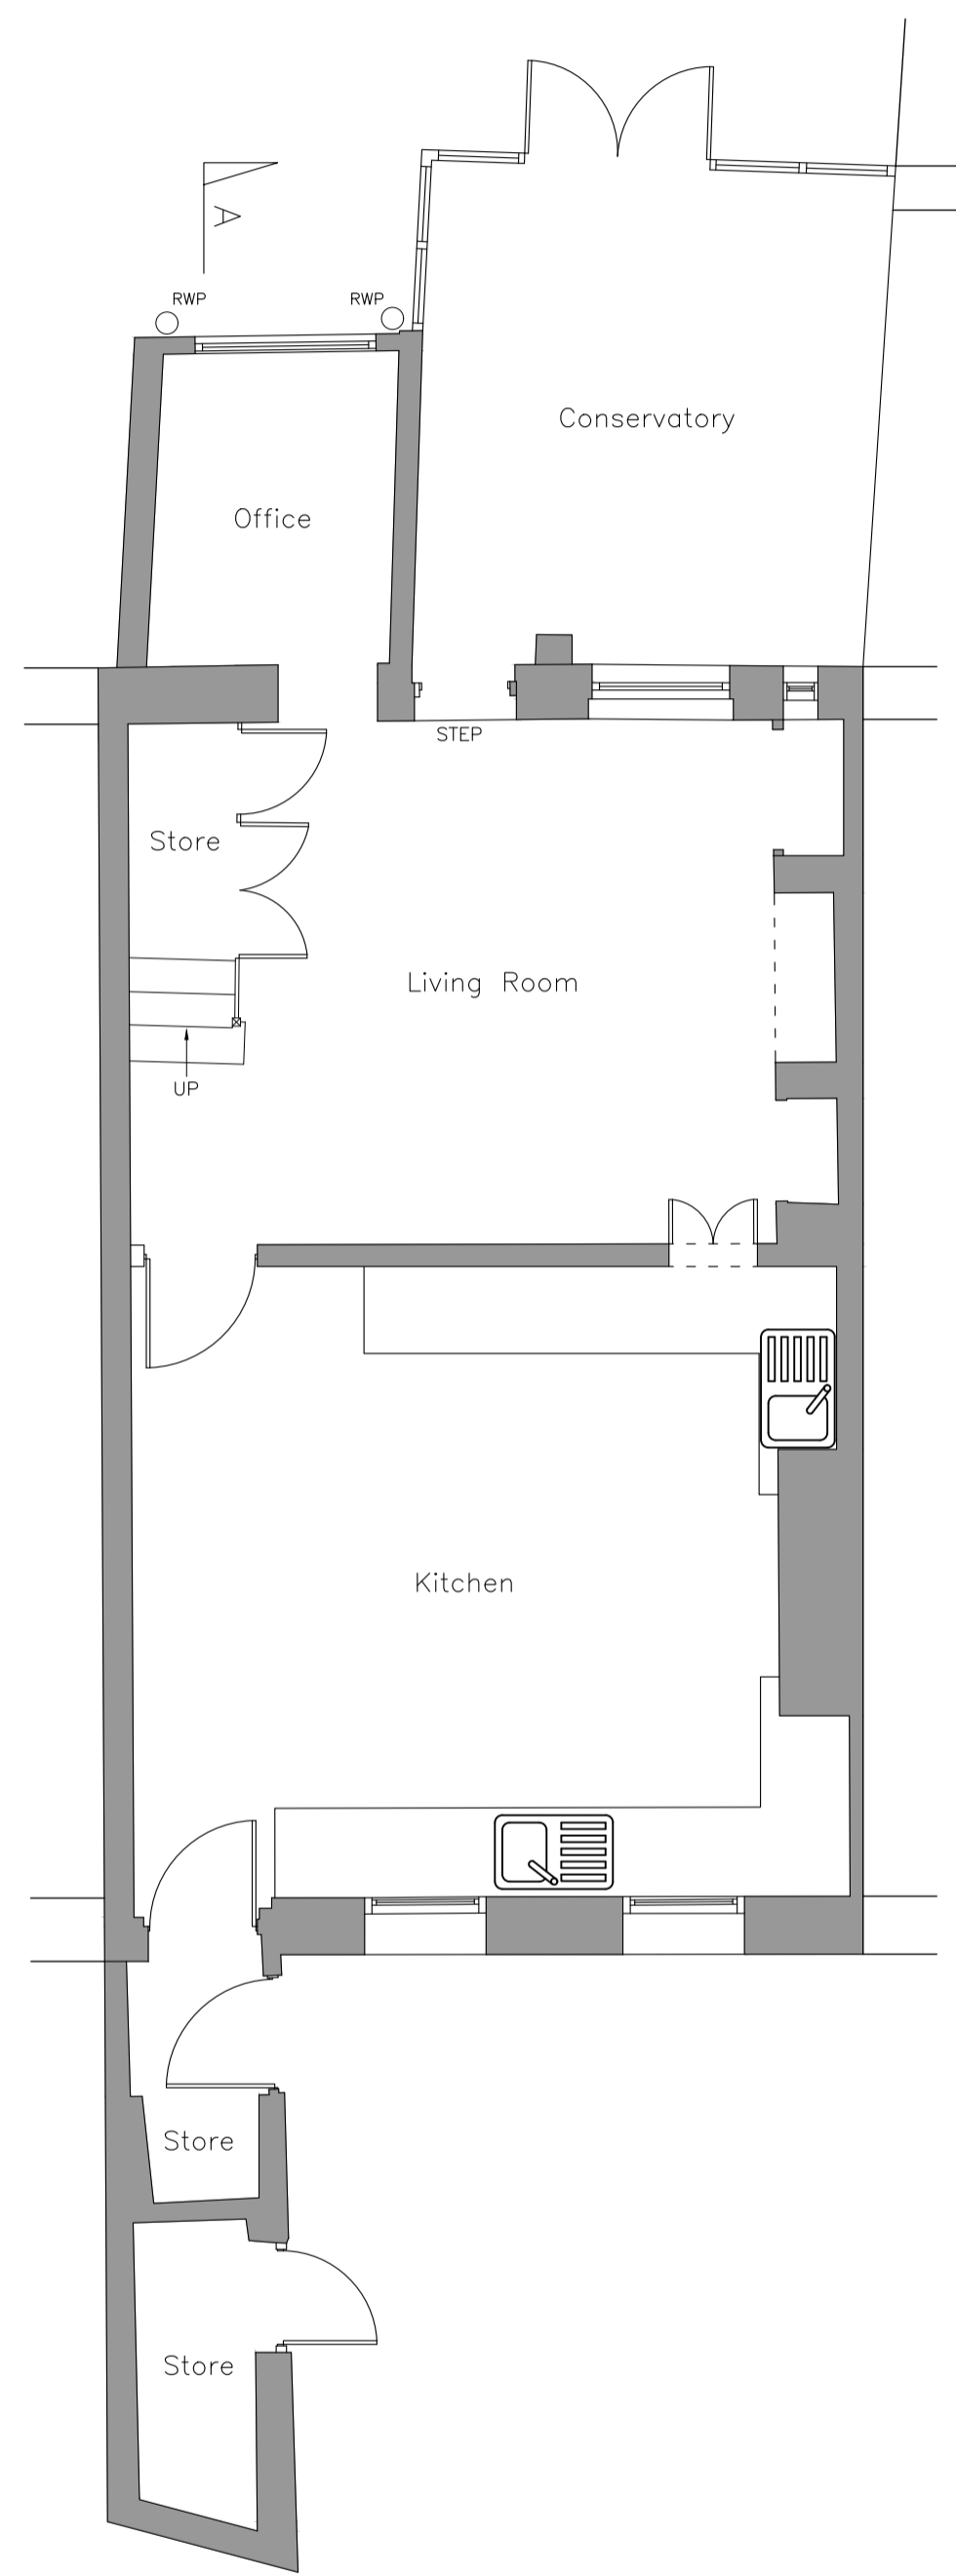 A
RWP
RWP
Conservatory
Office
STEP
Store
Living Room
UP
Kitchen
Store
Store